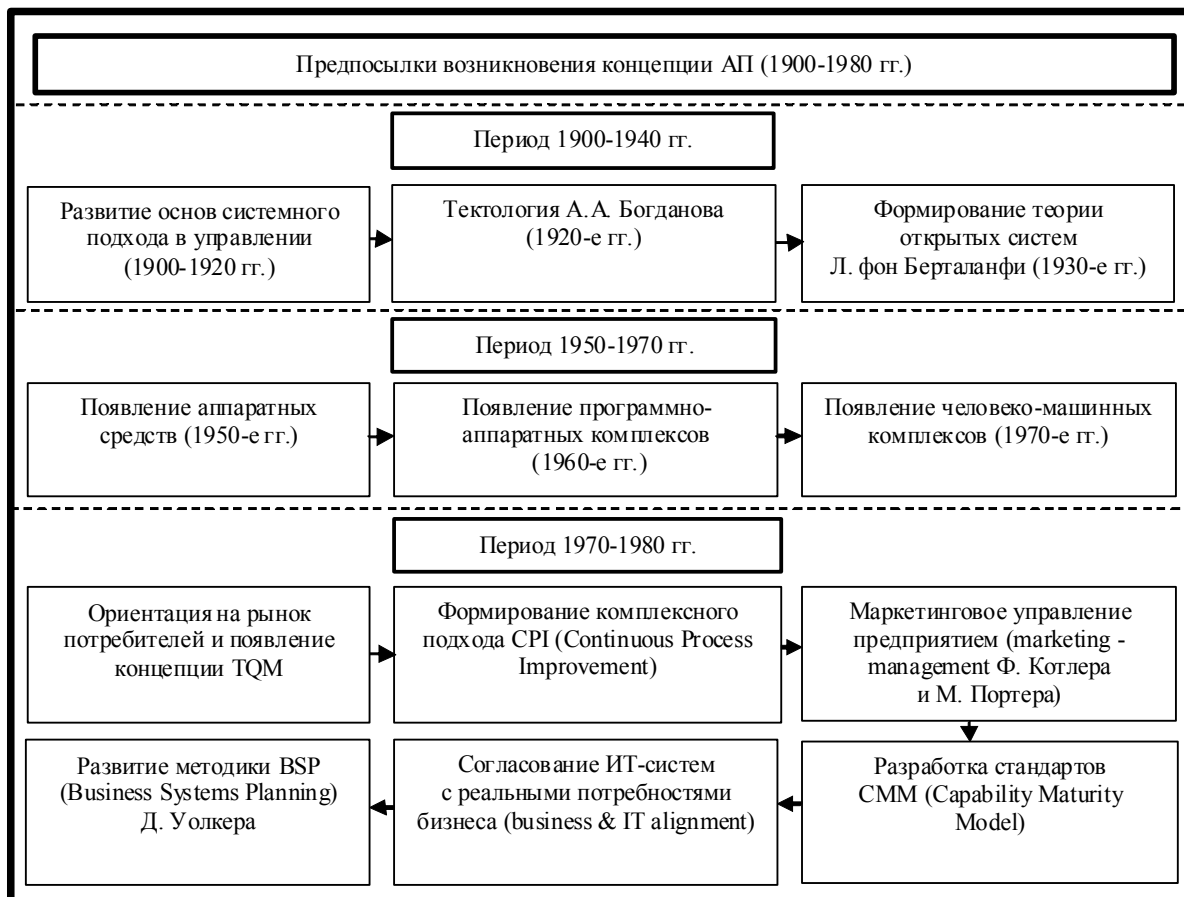 Предпосылки возникновения концепции АП (1900-1980 гг.)
Период 1900-1940 гг.
Развитие основ системного
подхода в управлении
(1900-1920 гг.)
Тектология А.А. Богданова
(1920-е гг.)
Формирование теории
открытых систем
Л. фон Берталанфи (1930-е гг.)
Период 1950-1970 гг.
Появление аппаратных
средств (1950-е гг.)
Появление программно-
аппаратных комплексов
(1960-е гг.)
Появление человеко-машинных
комплексов (1970-е гг.)
Период 1970-1980 гг.
Ориентация на рынок
потребителей и появление
концепции TQM
Формирование комплексного
подхода CPI (Continuous Process
Improvement)
Маркетинговое управление
предприятием (marketing -
management Ф. Котлера
и М. Портера)
Развитие методики BSP
(Business Systems Planning)
Д. Уолкера
Согласование ИТ-систем
с реальными потребностями
бизнеса (business & IT alignment)
Разработка стандартов
CMM (Capability Maturity
Model)